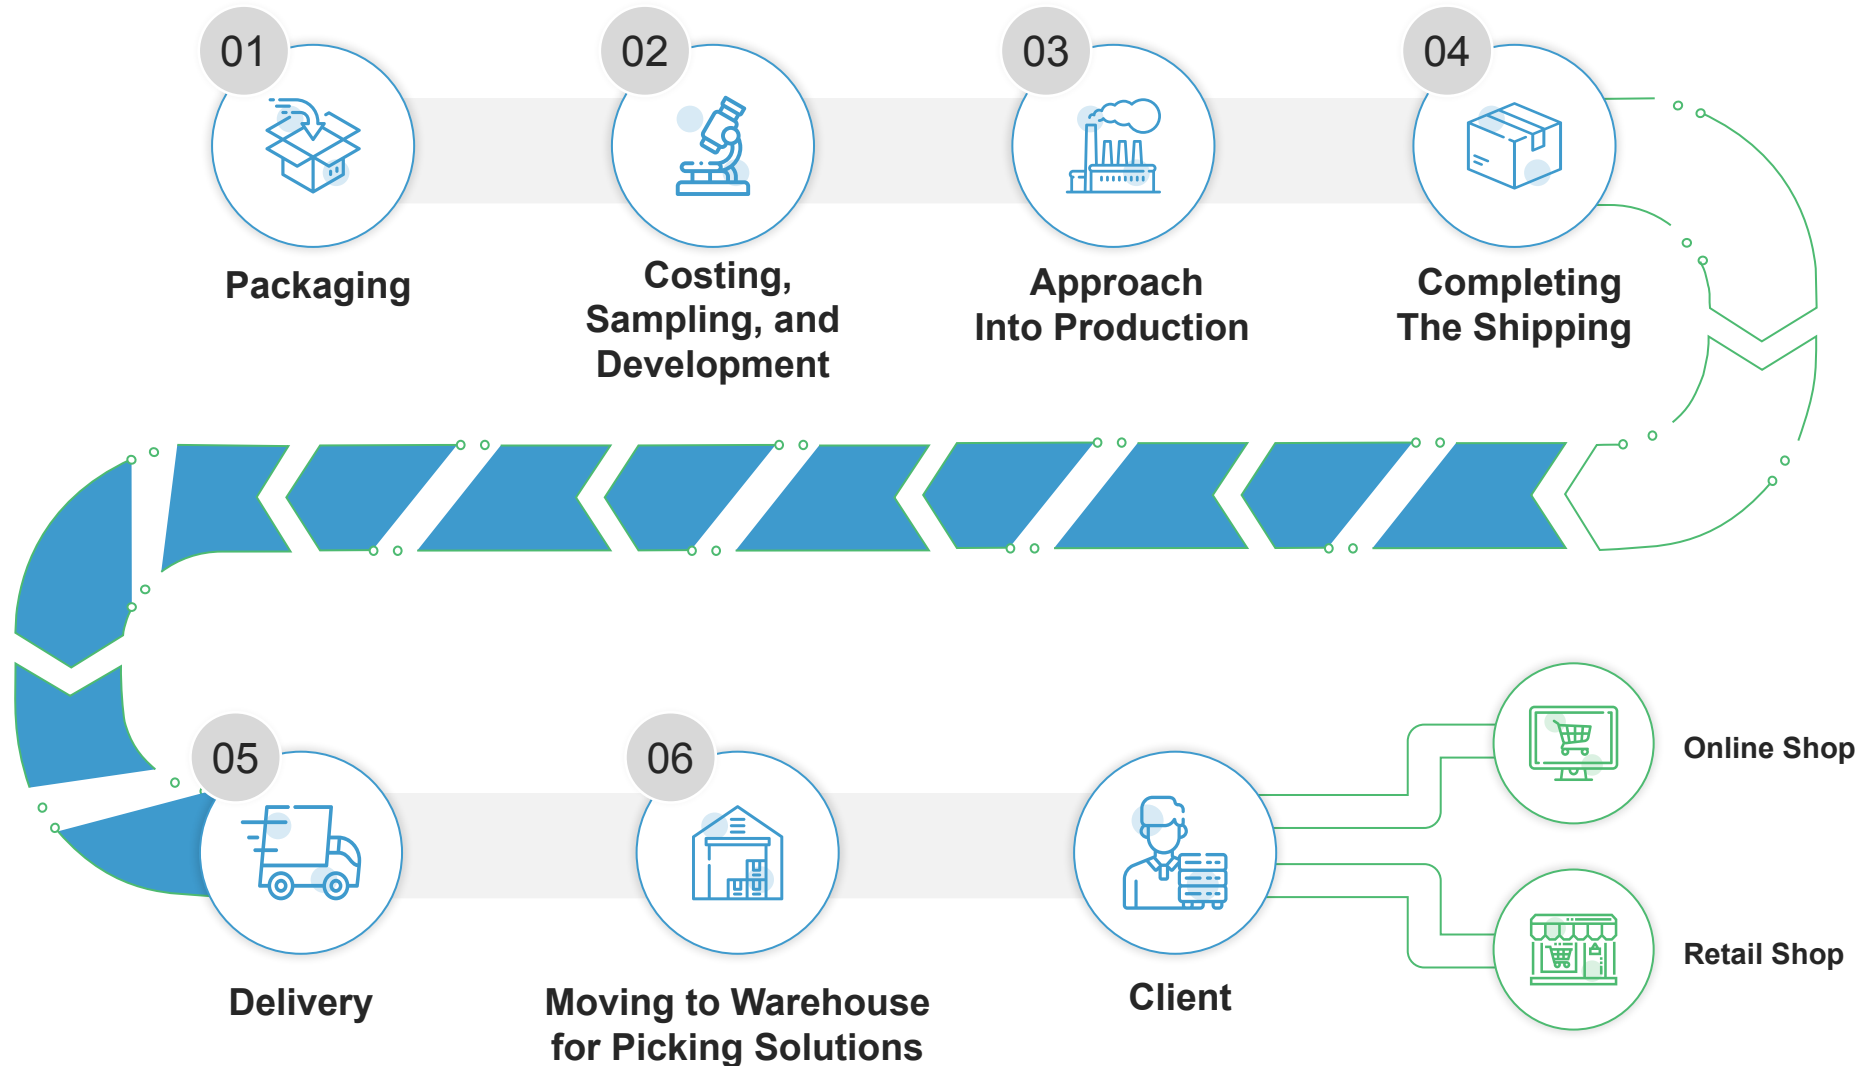 01
Packaging
02
Costing,
Sampling, and
Development
03
Approach
Into Production
04
Completing
The Shipping
05
Delivery
06
Moving to Warehouse
for Picking Solutions
Client
Online Shop
Retail Shop